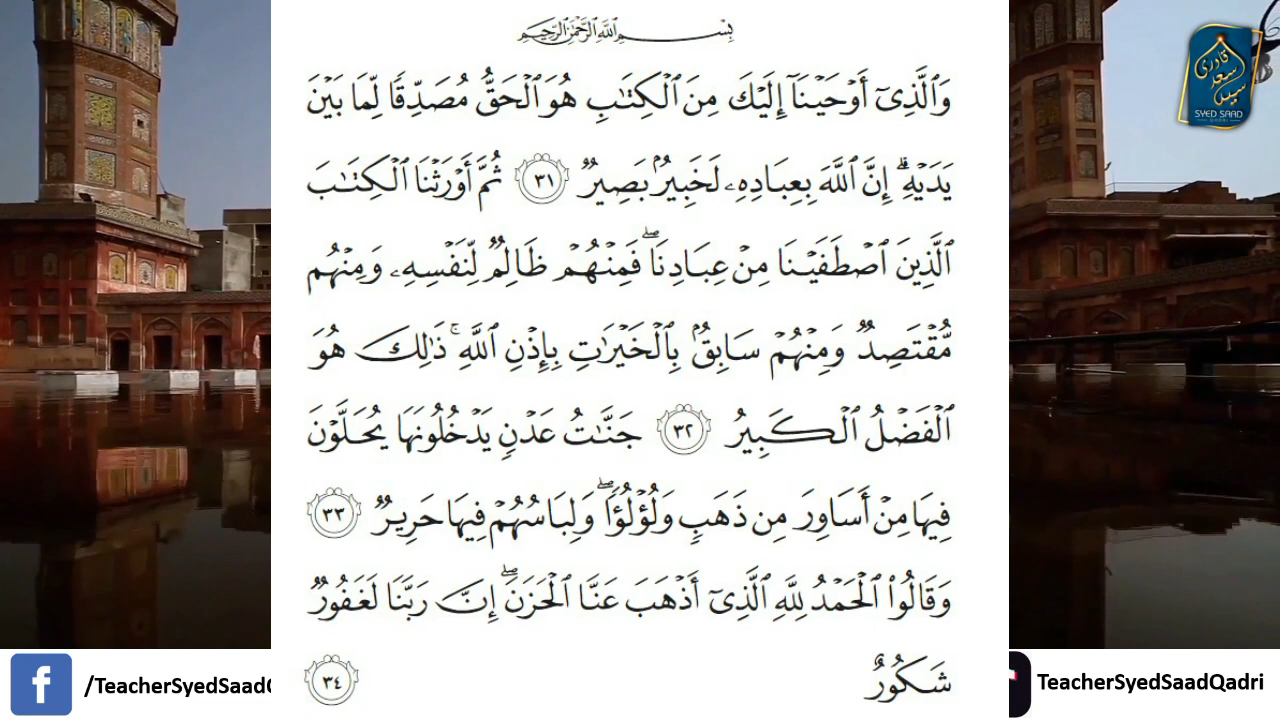 بِسْمِ ٱللَّهِ ٱلرَّحْمَٰنِ ٱلرَّحِيمِ
وَٱلَّذِىٓ أَوْحَيْنَآ إِلَيْكَ مِنَ ٱلْكِتَٰبِ هُوَ ٱلْحَقُّ مُصَدِّقًا لِّمَا بَيْنَ
يَدَيْهِ ۗ إِنَّ ٱللَّهَ بِعِبَادِهِۦ لَخَبِيرٌۢ بَصِيرٌ ٣١ ثُمَّ أَوْرَثْنَا ٱلْكِتَٰبَ
ٱلَّذِينَ ٱصْطَفَيْنَا مِنْ عِبَادِنَا ۖ فَمِنْهُمْ ظَالِمٌ لِّنَفْسِهِۦ وَمِنْهُم
مُّقْتَصِدٌ وَمِنْهُمْ سَابِقٌۢ بِٱلْخَيْرَٰتِ بِإِذْنِ ٱللَّهِ ۚ ذَٰلِكَ هُوَ
ٱلْفَضْلُ ٱلْكَبِيرُ ٣٢ جَنَّٰتُ عَدْنٍ يَدْخُلُونَهَا يُحَلَّوْنَ
فِيهَا مِنْ أَسَاوِرَ مِن ذَهَبٍ وَلُؤْلُؤًا ۖ وَلِبَاسُهُمْ فِيهَا حَرِيرٌ ٣٣
وَقَالُوا۟ ٱلْحَمْدُ لِلَّهِ ٱلَّذِىٓ أَذْهَبَ عَنَّا ٱلْحَزَنَ ۖ إِنَّ رَبَّنَا لَغَفُورٌ
شَكُورٌ ٣٤
SYED SAAD
QADRI
f /TeacherSyedSaadQ
TeacherSyedSaadQadri